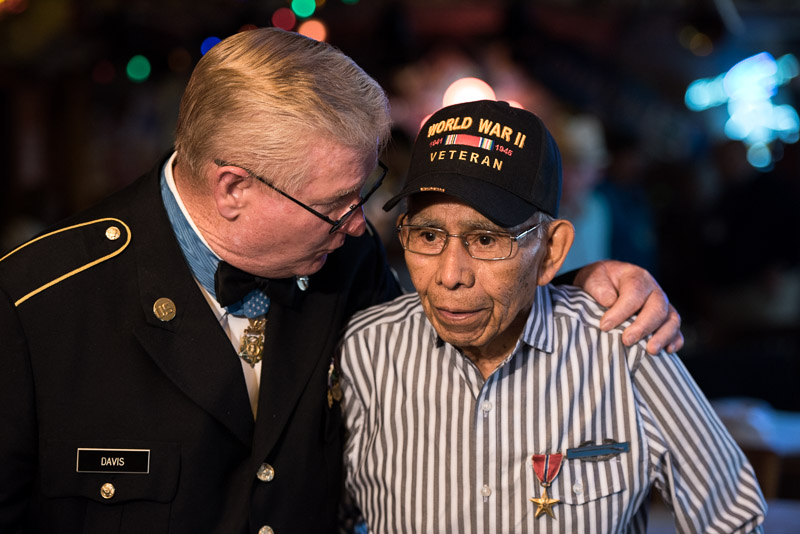 WORLD WAR II
1941 1945
VETERAN
U.S.
DAVIS